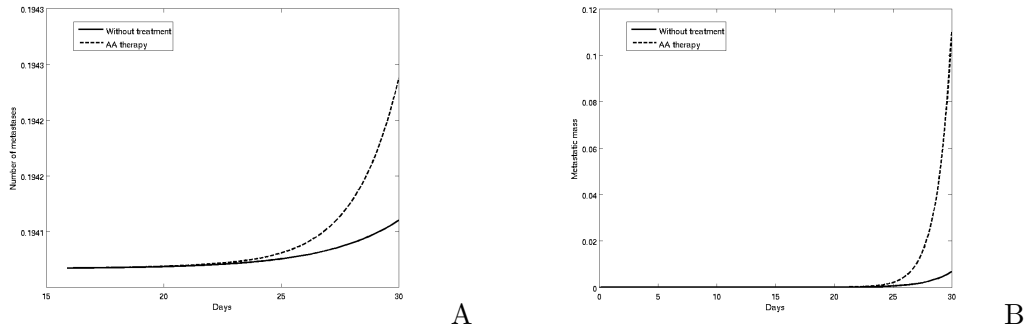 0.1943
0.1943
0.1942
0.1942
0.1941
15
20
25
30
Days
Number of metastases
Without treatment
AA therapy
A
0.12
0.1
0.08
0.06
0.04
0.02
0
0
5
10
15
20
25
30
Days
Metastatic mass
Without treatment
AA therapy
B